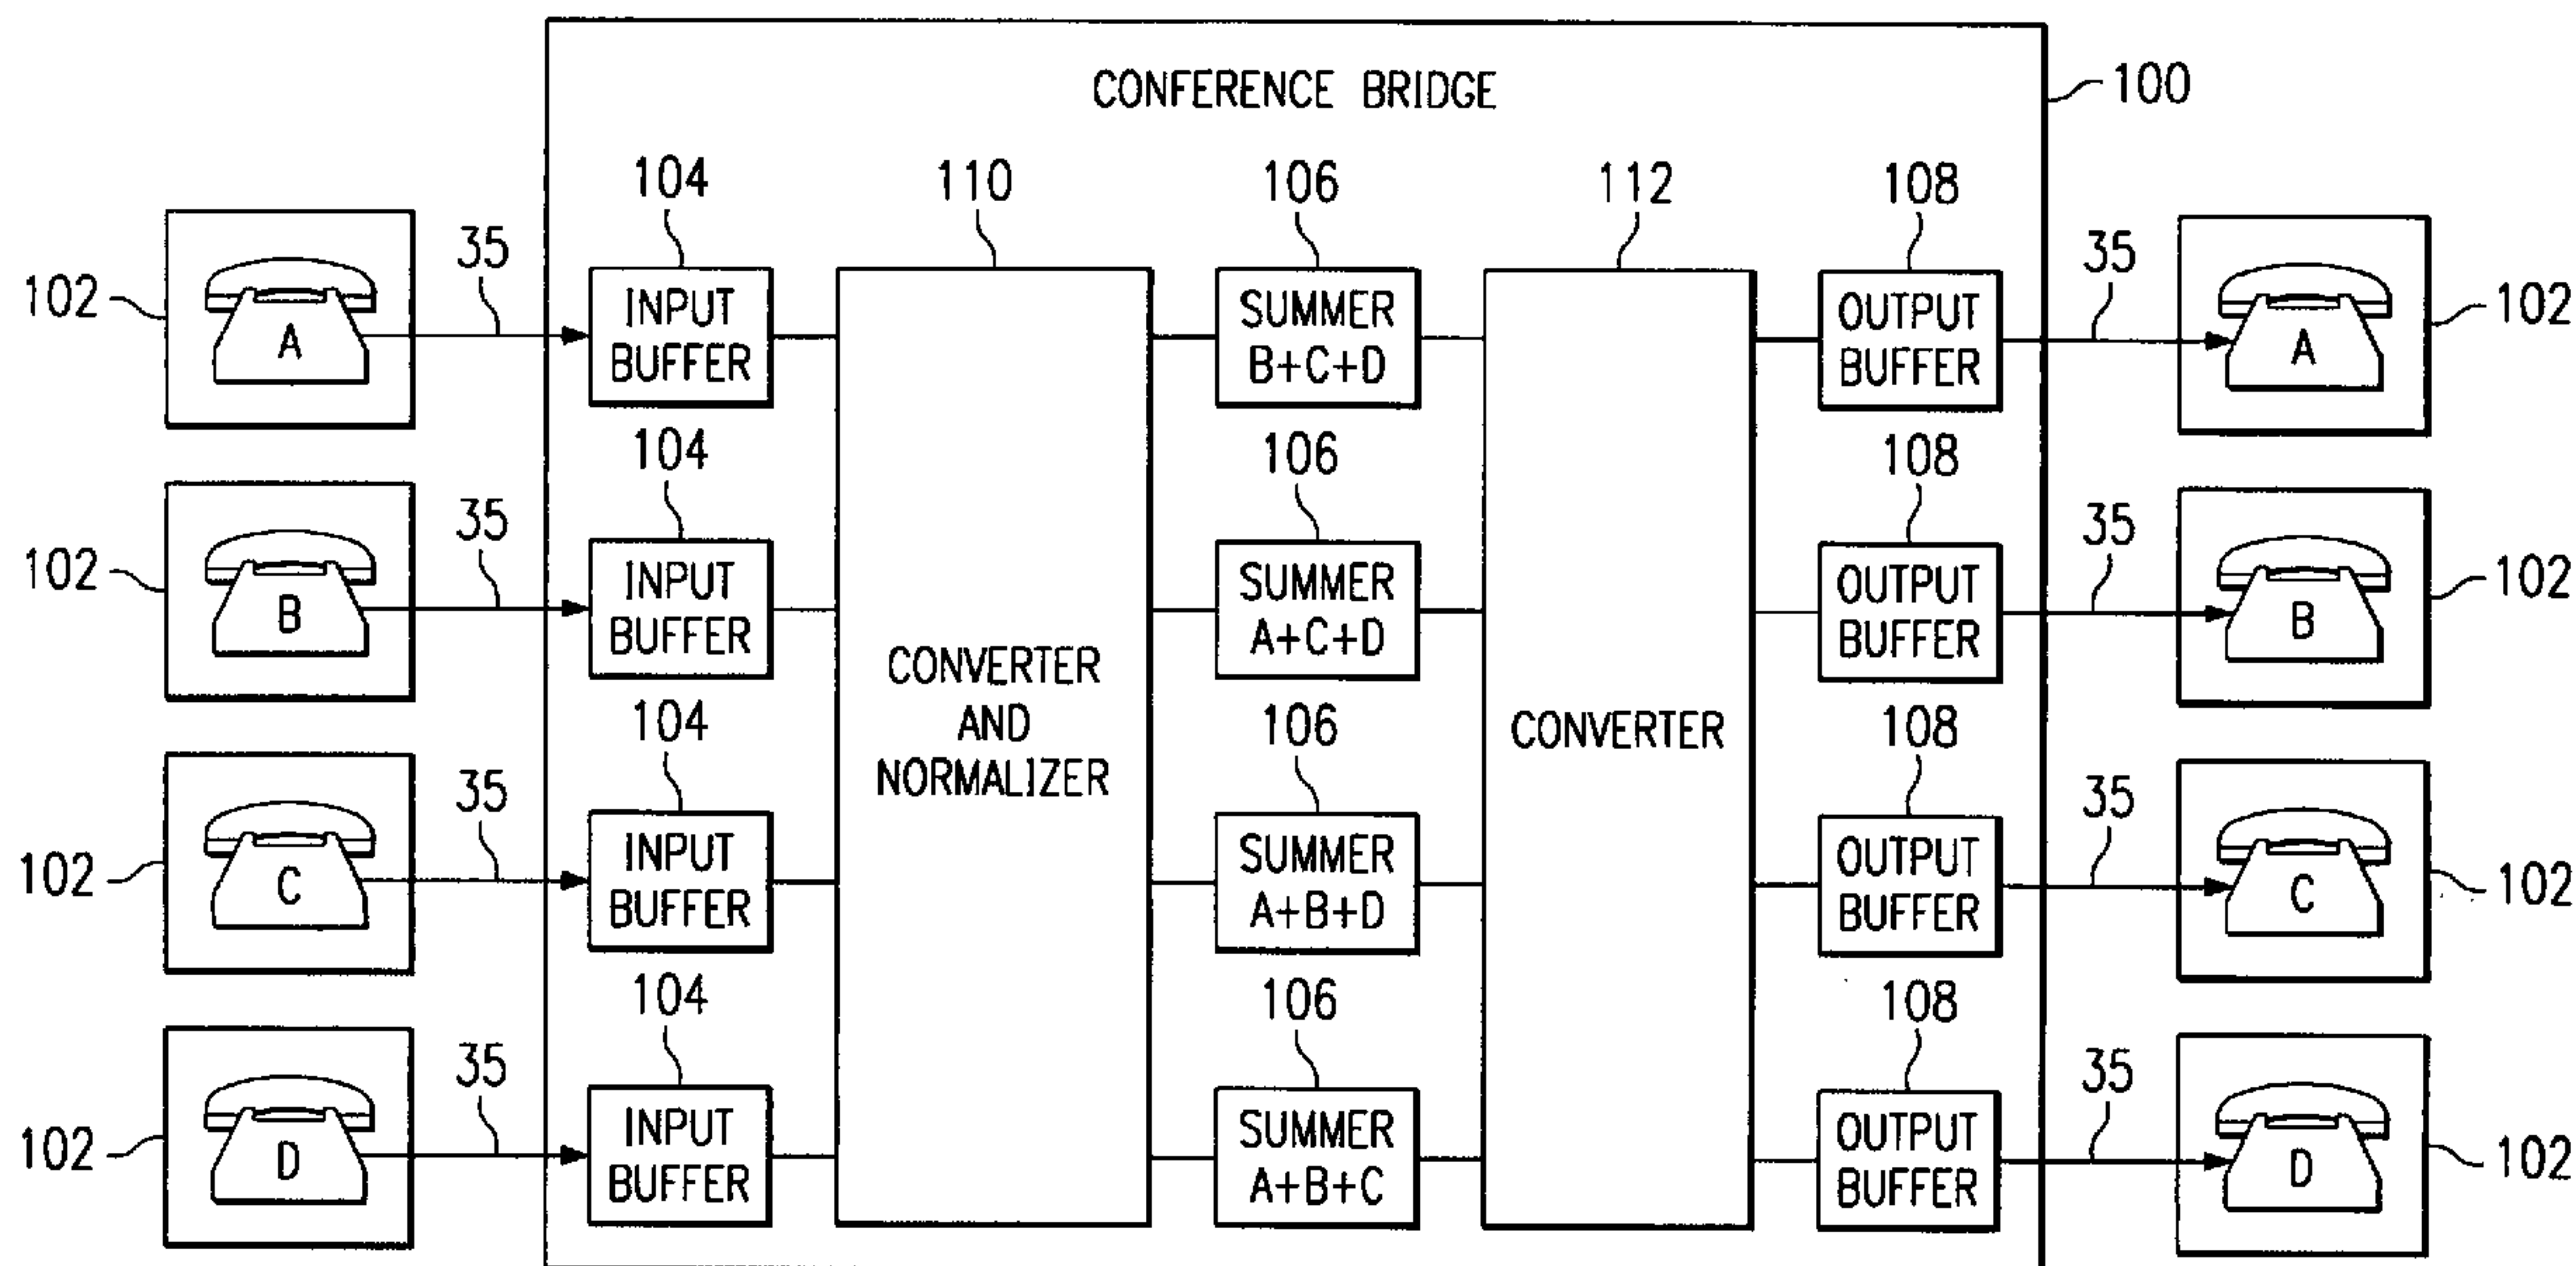 CONFERENCE BRIDGE
100
104
110
106
112
108
102
A
35
INPUT
BUFFER
SUMMER
B+C+D
OUTPUT
BUFFER
35
A
102
104
106
108
102
B
35
INPUT
BUFFER
SUMMER
A+C+D
OUTPUT
BUFFER
35
B
102
CONVERTER
AND
NORMALIZER
CONVERTER
104
106
108
102
C
35
INPUT
BUFFER
SUMMER
A+B+D
OUTPUT
BUFFER
35
C
102
104
106
108
102
D
35
INPUT
BUFFER
SUMMER
A+B+C
OUTPUT
BUFFER
35
D
102